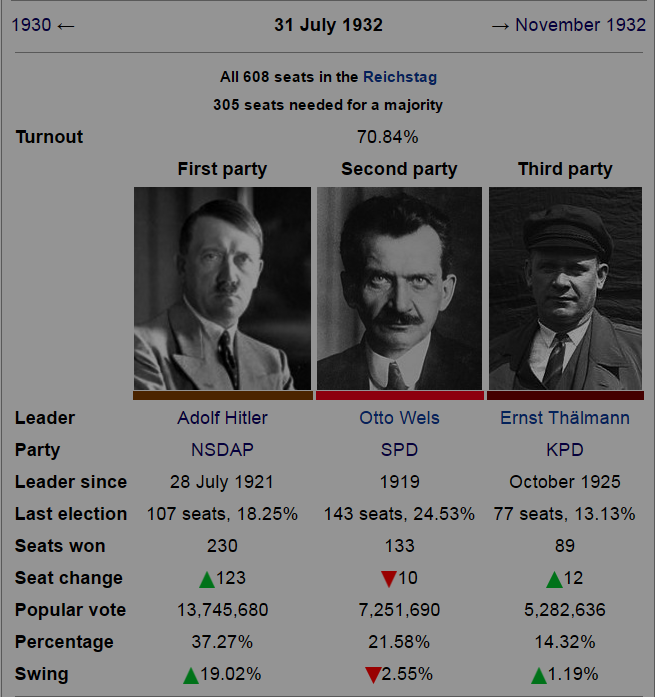 1930 ← 31 July 1932 → November 1932
All 608 seats in the Reichstag
305 seats needed for a majority
Turnout 70.84%
First party Second party Third party
Leader Adolf Hitler Otto Wels Ernst Thälmann
Party NSDAP SPD KPD
Leader since 28 July 1921 1919 October 1925
Last election 107 seats, 18.25% 143 seats, 24.53% 77 seats, 13.13%
Seats won 230 133 89
Seat change ▲123 ▼10 ▲12
Popular vote 13,745,680 7,251,690 5,282,636
Percentage 37.27% 21.58% 14.32%
Swing ▲19.02% ▼2.55% ▲1.19%